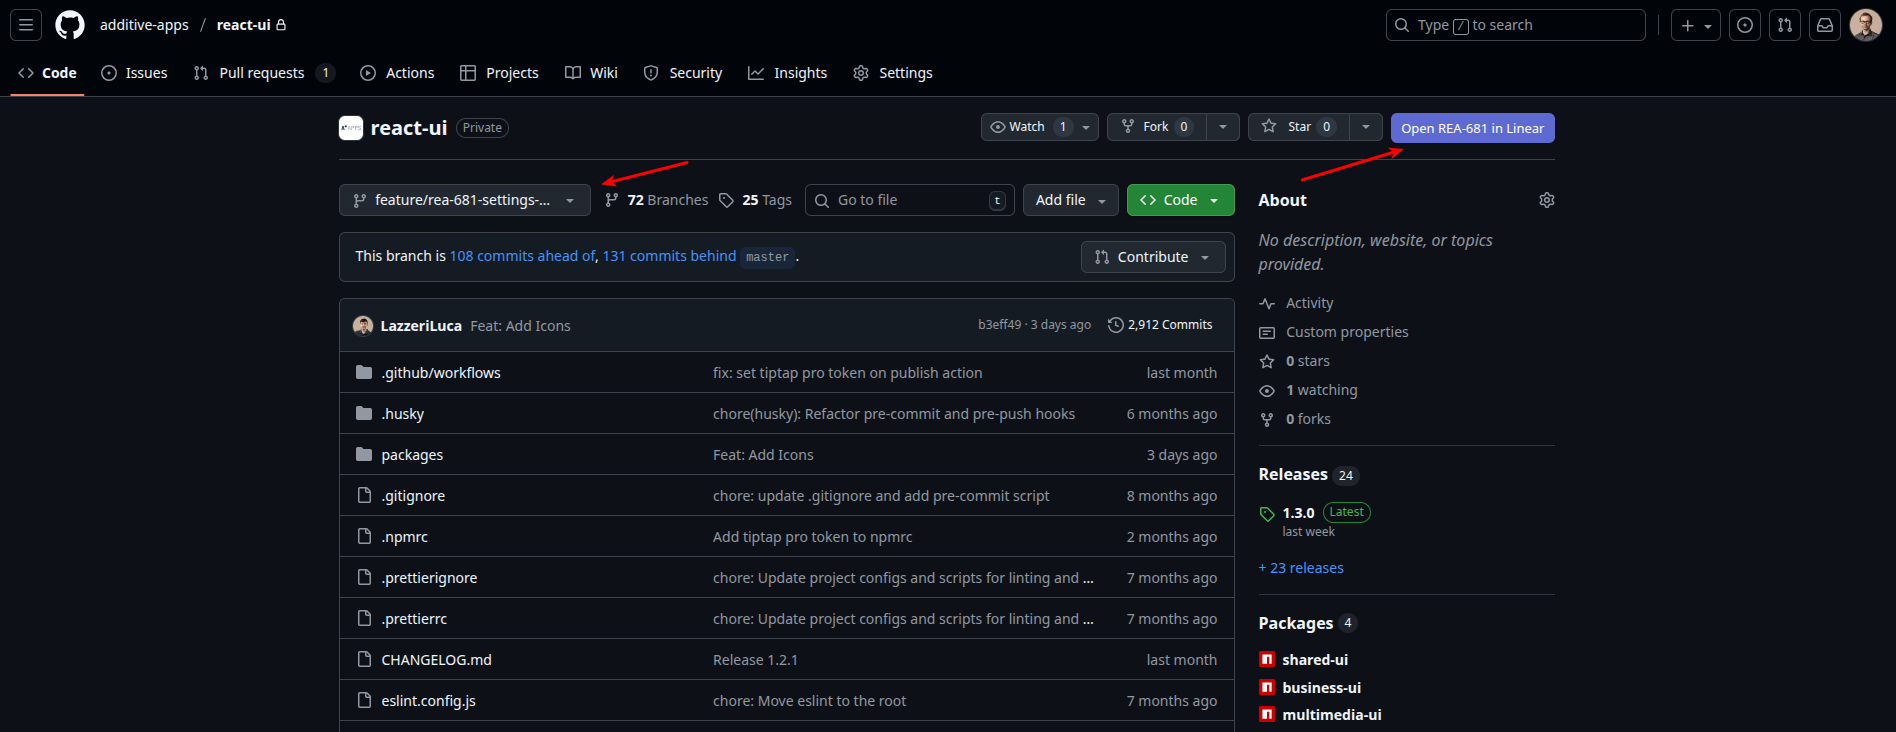 additive-apps / react-ui
Type / to search
Code
Issues
Pull requests 1
Actions
Projects
Wiki
Security
Insights
Settings
react-ui Private
Watch 1
Fork 0
Star 0
Open REA-681 in Linear
feature/rea-681-settings-...
72 Branches
25 Tags
Go to file t
Add file
Code
This branch is 108 commits ahead of, 131 commits behind master.
Contribute
LazzeriLuca Feat: Add Icons b3eff49 · 3 days ago 2,912 Commits
.github/workflows fix: set tiptap pro token on publish action last month
.husky chore(husky): Refactor pre-commit and pre-push hooks 6 months ago
packages Feat: Add Icons 3 days ago
.gitignore chore: update .gitignore and add pre-commit script 8 months ago
.npmrc Add tiptap pro token to npmrc 2 months ago
.prettierignore chore: Update project configs and scripts for linting and ... 7 months ago
.prettierrc chore: Update project configs and scripts for linting and ... 7 months ago
CHANGELOG.md Release 1.2.1 last month
eslint.config.js chore: Move eslint to the root 7 months ago
About
No description, website, or topics
provided.
Activity
Custom properties
0 stars
1 watching
0 forks
Releases 24
1.3.0 Latest
last week
+ 23 releases
Packages 4
shared-ui
business-ui
multimedia-ui